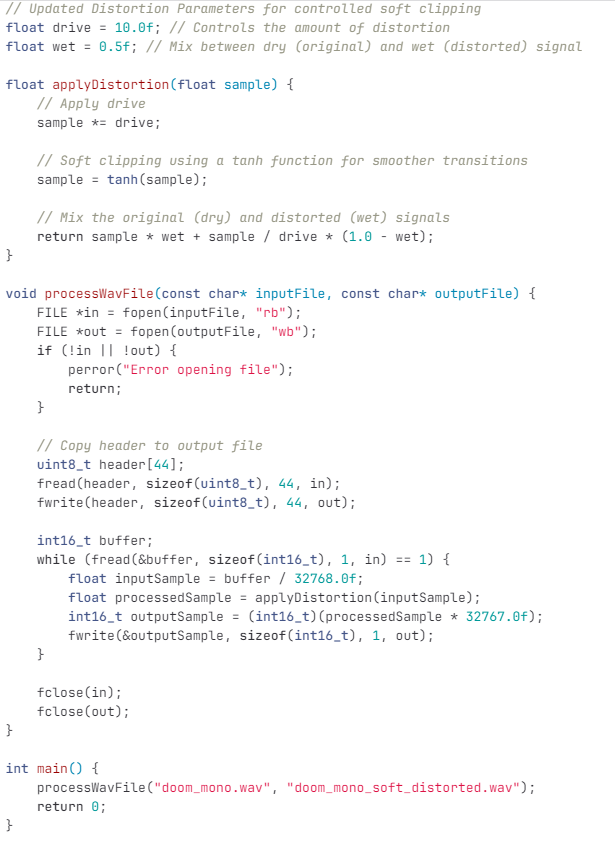 // Updated Distortion Parameters for controlled soft clipping
float drive = 10.0f; // Controls the amount of distortion
float wet = 0.5f; // Mix between dry (original) and wet (distorted) signal

float applyDistortion(float sample) {
    // Apply drive
    sample *= drive;

    // Soft clipping using a tanh function for smoother transitions
    sample = tanh(sample);

    // Mix the original (dry) and distorted (wet) signals
    return sample * wet + sample / drive * (1.0 - wet);
}

void processWavFile(const char* inputFile, const char* outputFile) {
    FILE *in = fopen(inputFile, "rb");
    FILE *out = fopen(outputFile, "wb");
    if (!in || !out) {
        perror("Error opening file");
        return;
    }

    // Copy header to output file
    uint8_t header[44];
    fread(header, sizeof(uint8_t), 44, in);
    fwrite(header, sizeof(uint8_t), 44, out);

    int16_t buffer;
    while (fread(&buffer, sizeof(int16_t), 1, in) == 1) {
        float inputSample = buffer / 32768.0f;
        float processedSample = applyDistortion(inputSample);
        int16_t outputSample = (int16_t)(processedSample * 32767.0f);
        fwrite(&outputSample, sizeof(int16_t), 1, out);
    }

    fclose(in);
    fclose(out);
}

int main() {
    processWavFile("doom_mono.wav", "doom_mono_soft_distorted.wav");
    return 0;
}